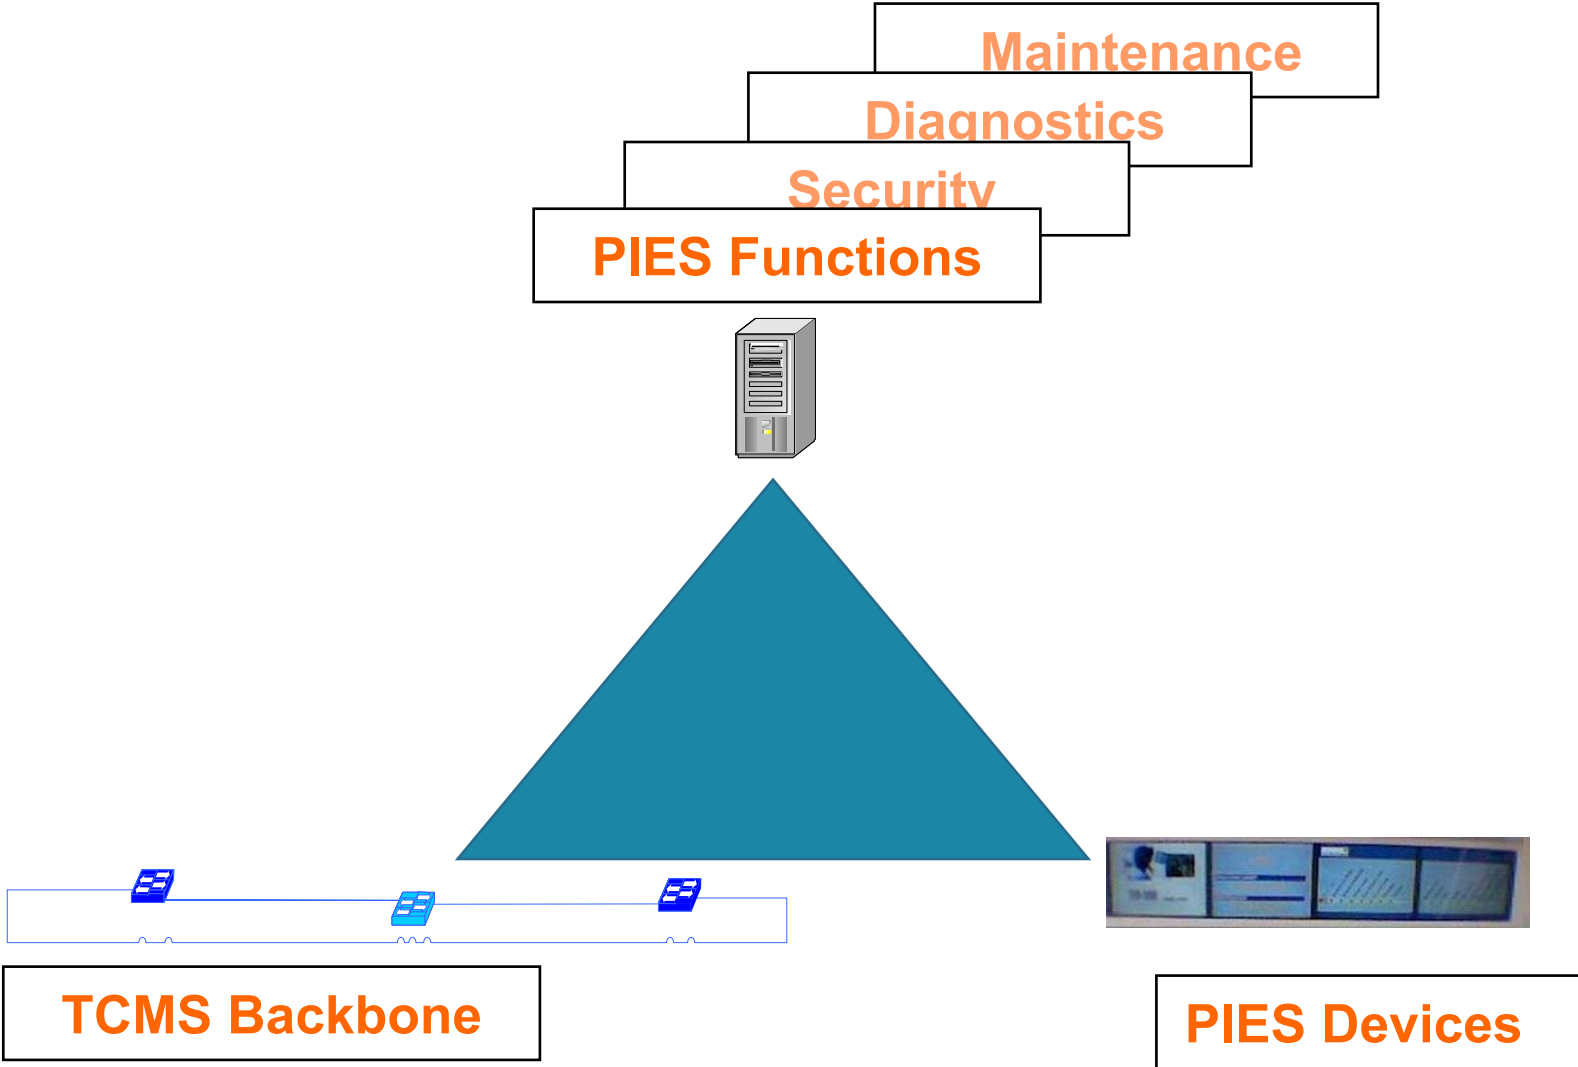 Maintenance
Diagnostics
Security
PIES Functions
TCMS Backbone
PIES Devices